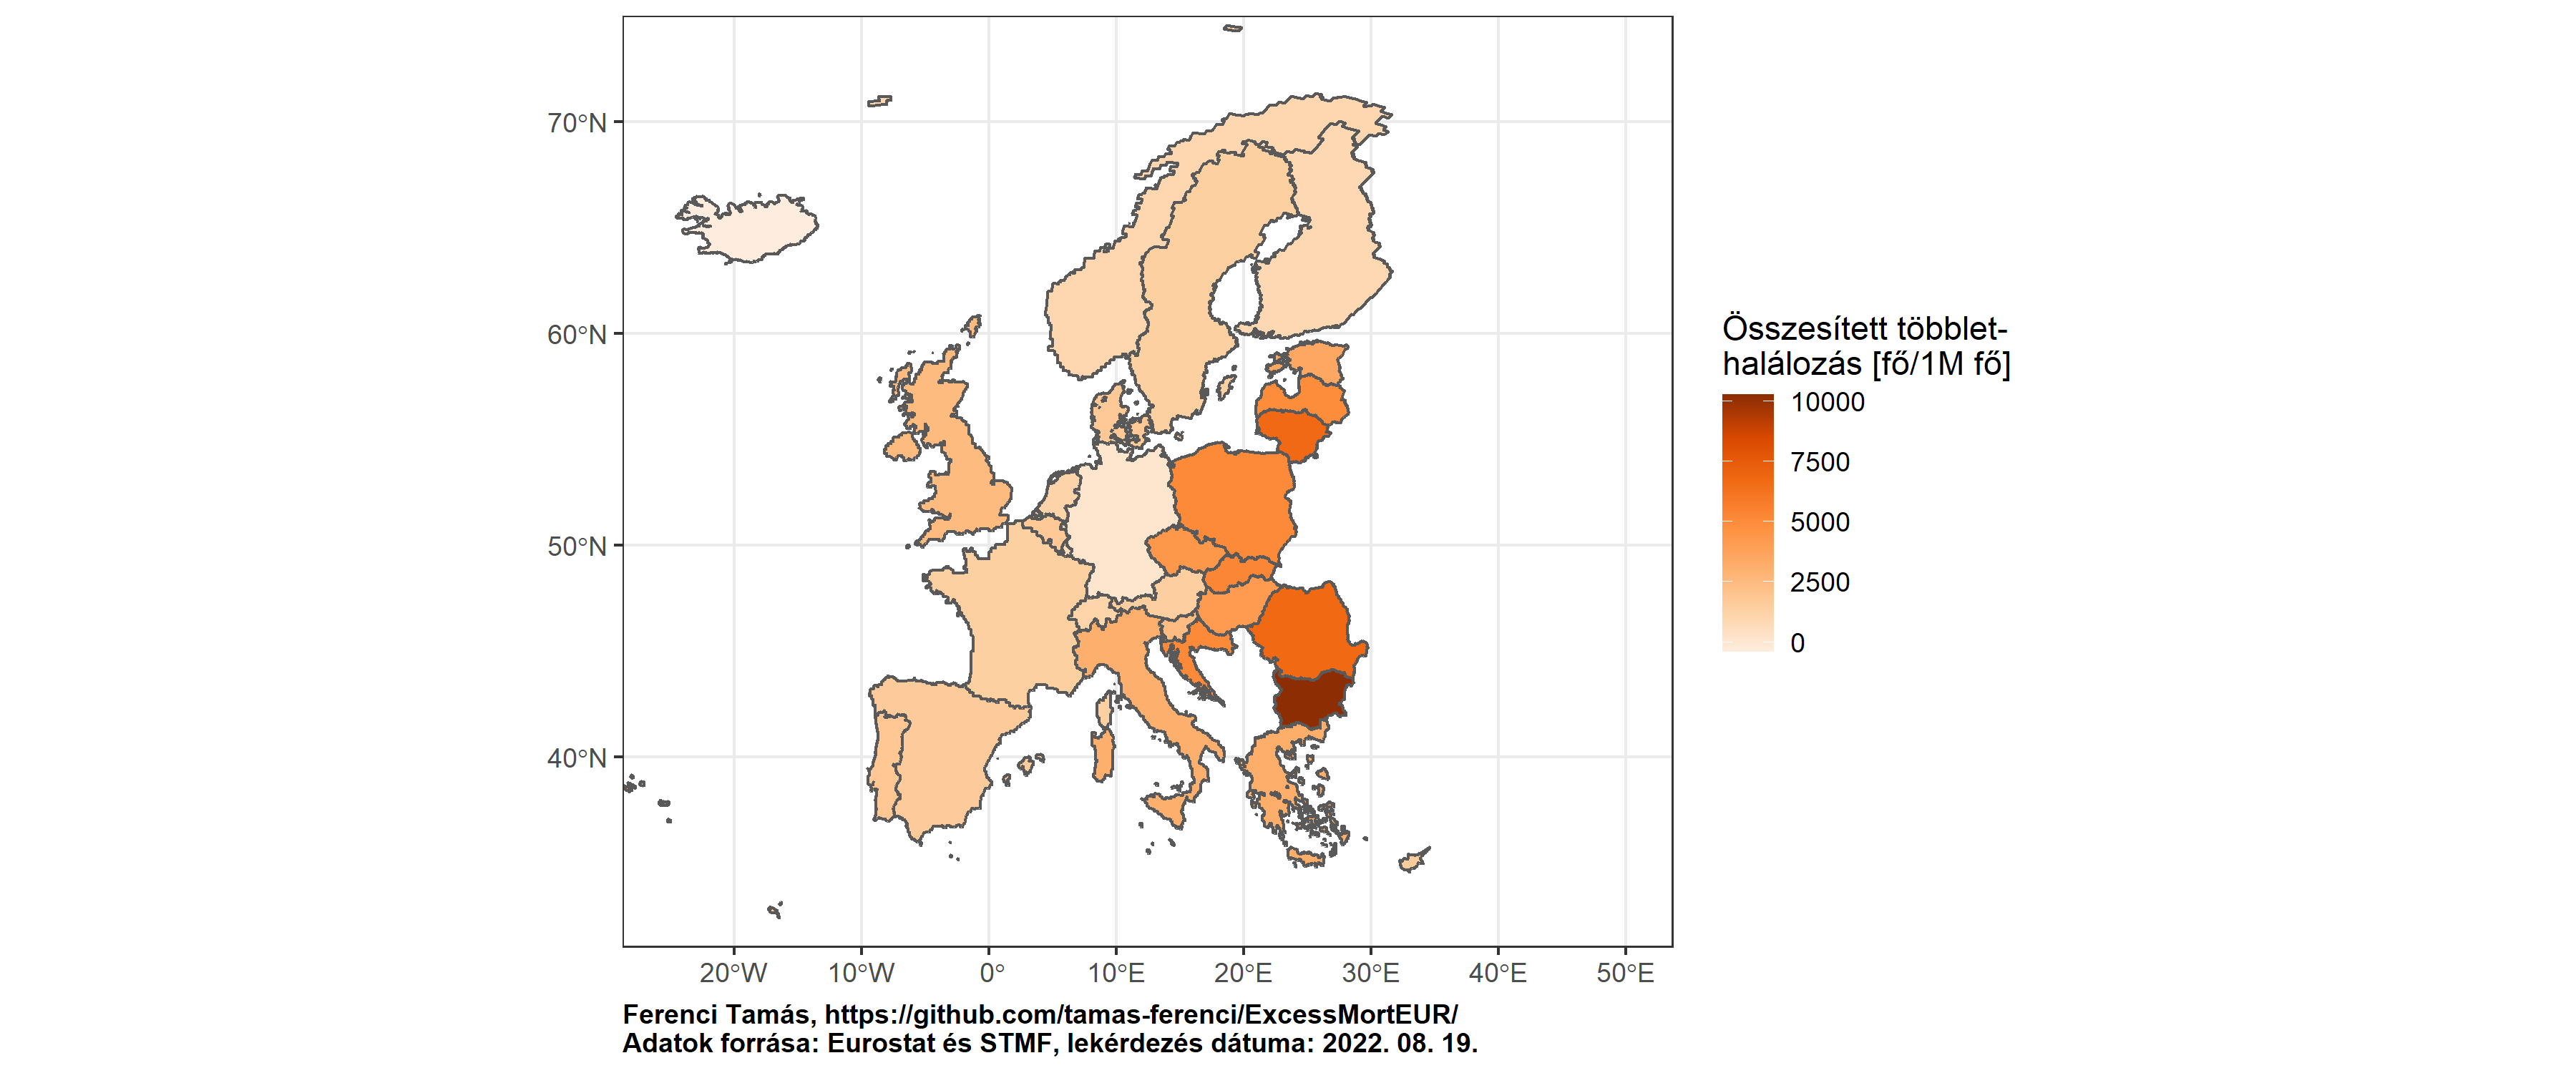 70°N
60°N
50°N
40°N
20°W 10°W 0° 10°E 20°E 30°E 40°E 50°E
Összesített többlet-
halálozás [fő/1M fő]
10000
7500
5000
2500
0
Ferenci Tamás, https://github.com/tamas-ferenci/ExcessMortEUR/
Adatok forrása: Eurostat és STMF, lekérdezés dátuma: 2022. 08. 19.